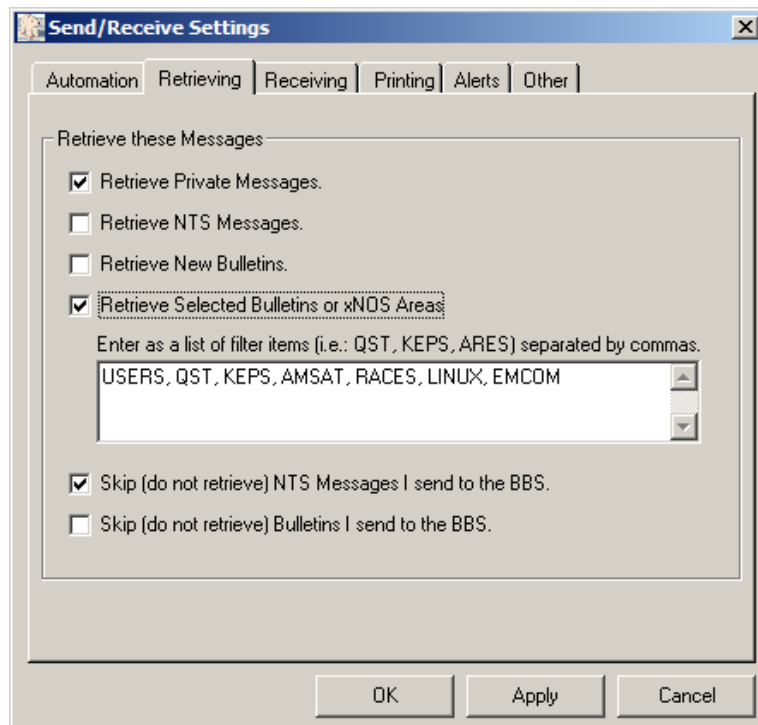 Send/Receive Settings
Automation Retrieving Receiving Printing Alerts Other
Retrieve these Messages
Retrieve Private Messages.
Retrieve NTS Messages.
Retrieve New Bulletins.
Retrieve Selected Bulletins or xNOS Areas
Enter as a list of filter items (i.e.: QST, KEPS, ARES) separated by commas.
USERS, QST, KEPS, AMSAT, RACES, LINUX, EMCOM
Skip (do not retrieve) NTS Messages I send to the BBS.
Skip (do not retrieve) Bulletins I send to the BBS.
OK Apply Cancel